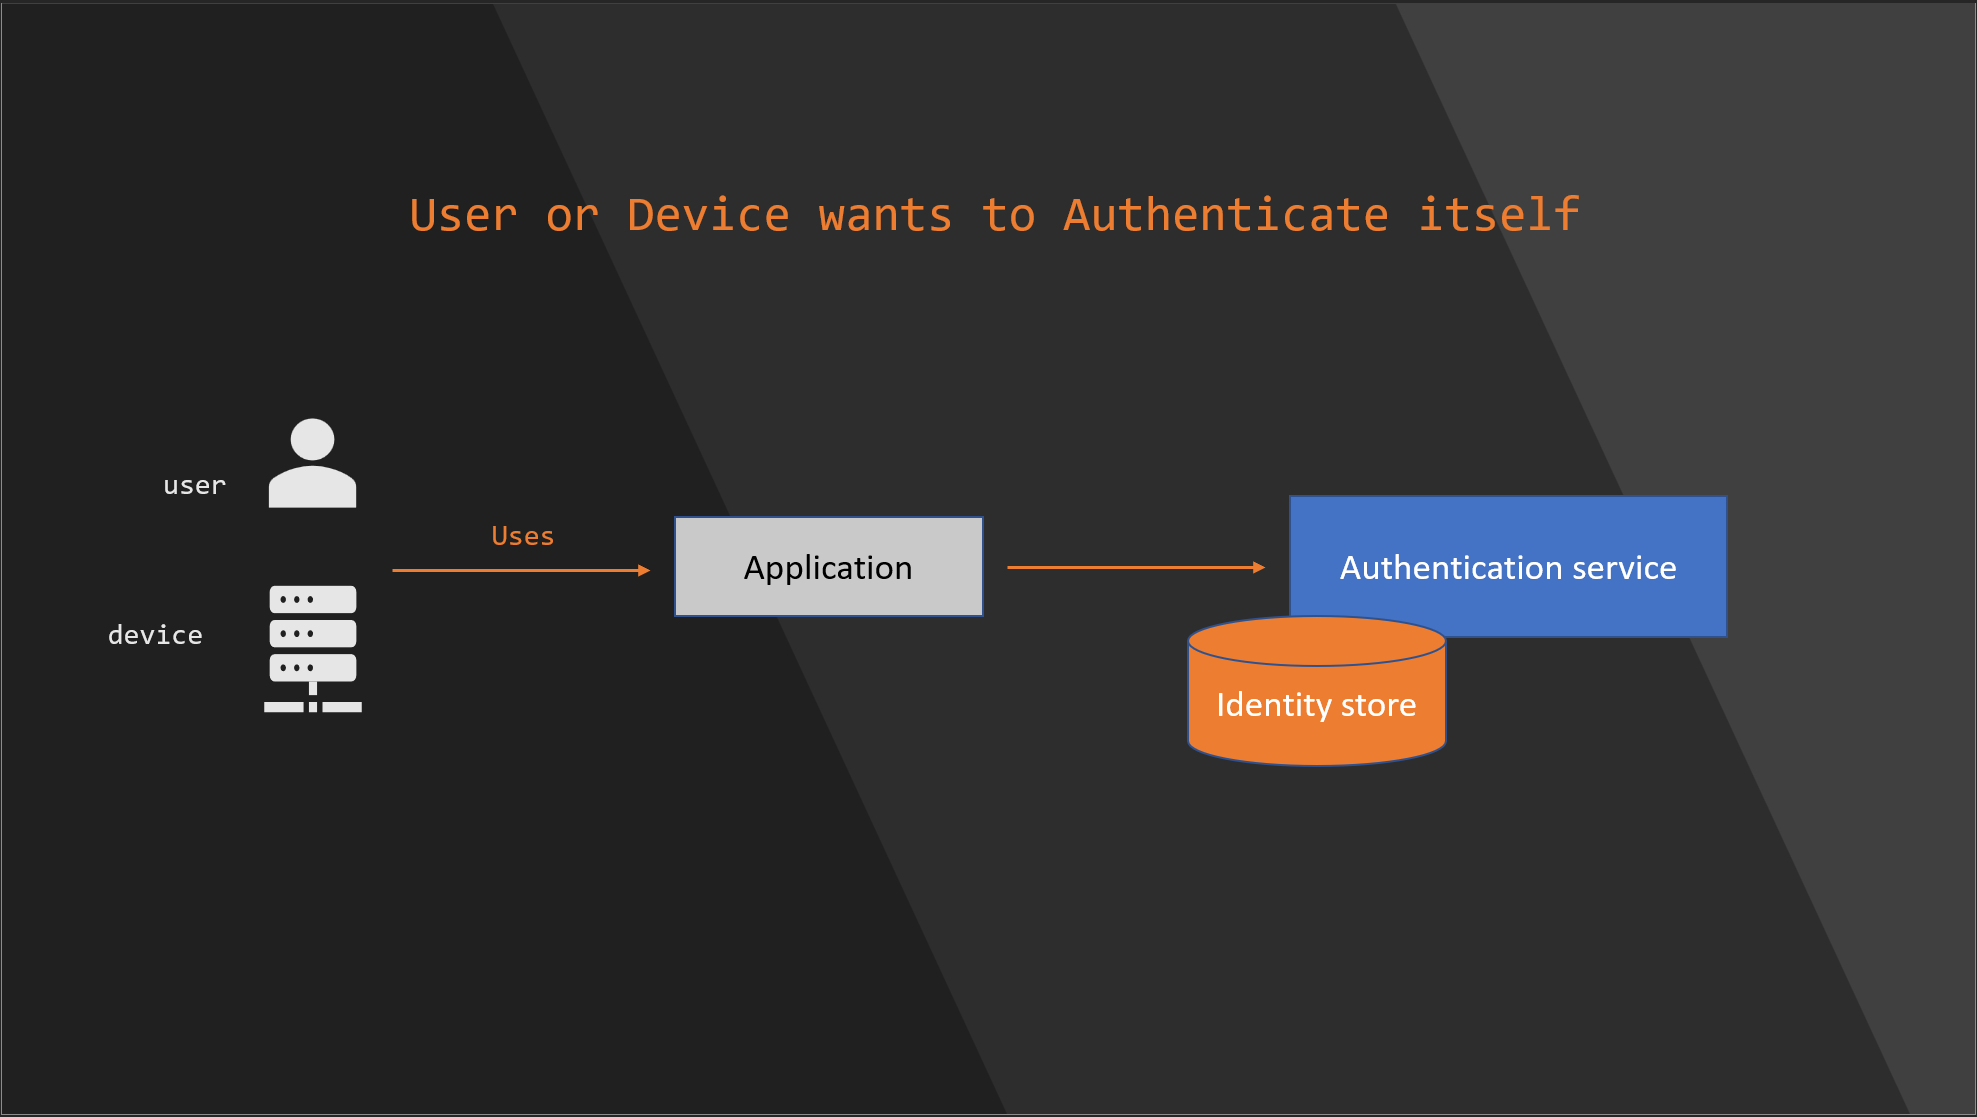 User or Device wants to Authenticate itself
user
Uses
Application
Authentication service
device
Identity store